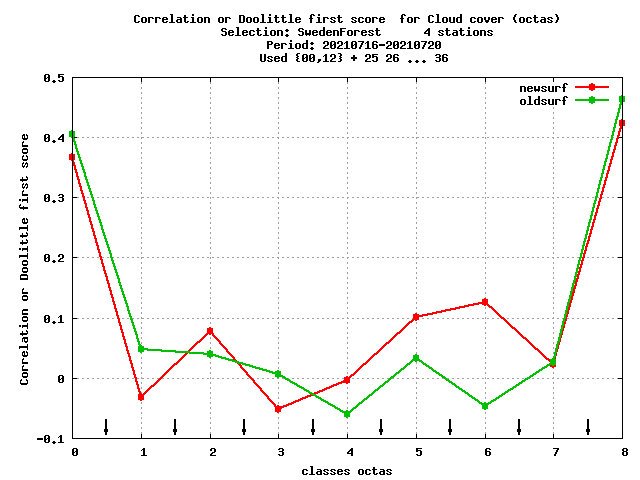 Correlation or Doolittle first score  for Cloud cover (octas)
Selection: SwedenForest      4 stations
Period: 20210716-20210720
Used {00,12} + 25 26 ... 36
newsurf
oldsurf
Correlation or Doolittle first score
0.5
0.4
0.3
0.2
0.1
0
-0.1
0 1 2 3 4 5 6 7 8
classes octas